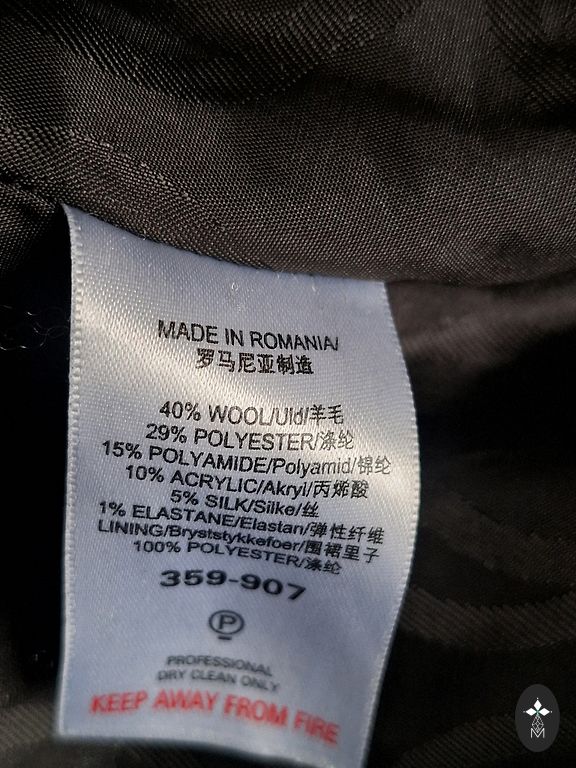 MADE IN ROMANIA/
罗马尼亚制造
40% WOOL/Uld/羊毛
29% POLYESTER/涤纶
15% POLYAMIDE/Polyamid/锦纶
10% ACRYLIC/Akryl/丙烯酸
5% SILK/Silke/丝
1% ELASTANE/Elastan/弹性纤维
LINING/Bryststykkefoer/围裙里子
100% POLYESTER/涤纶
359-907
P
PROFESSIONAL
DRY CLEAN ONLY
KEEP AWAY FROM FIRE
M